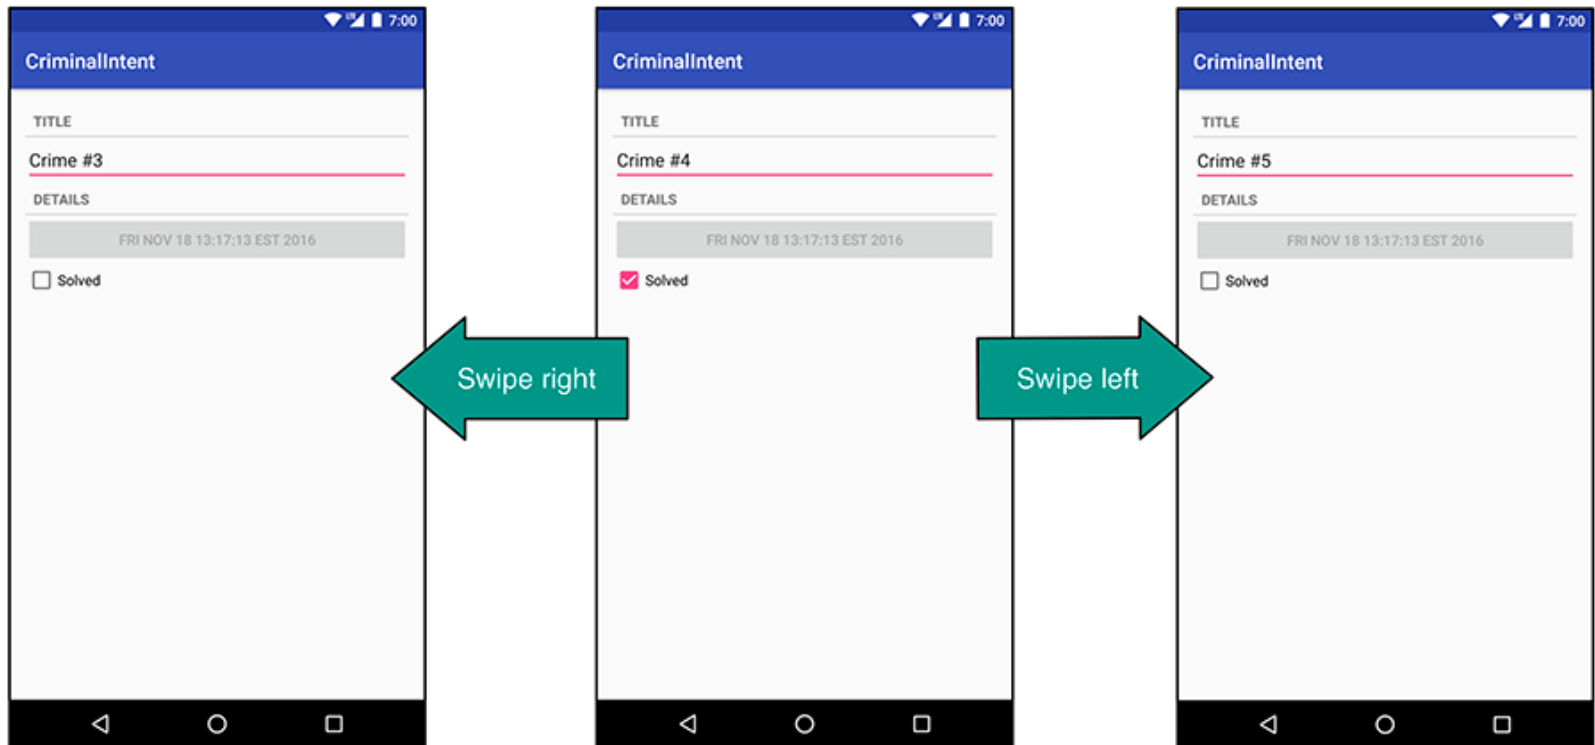 7:00
CriminalIntent
TITLE
Crime #3
DETAILS
FRI NOV 18 13:17:13 EST 2016
Solved
Swipe right
7:00
CriminalIntent
TITLE
Crime #4
DETAILS
FRI NOV 18 13:17:13 EST 2016
Solved
Swipe left
7:00
CriminalIntent
TITLE
Crime #5
DETAILS
FRI NOV 18 13:17:13 EST 2016
Solved